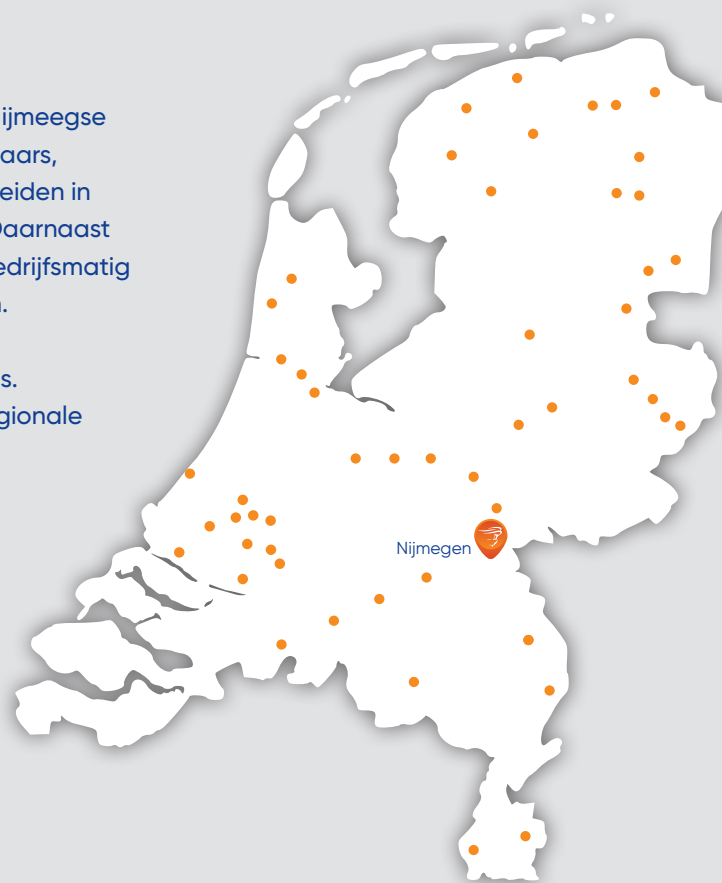 ijmeegse
aars,
eiden in
Daarnaast
edrijfsmatig
.
s.
gionale
Nijmegen